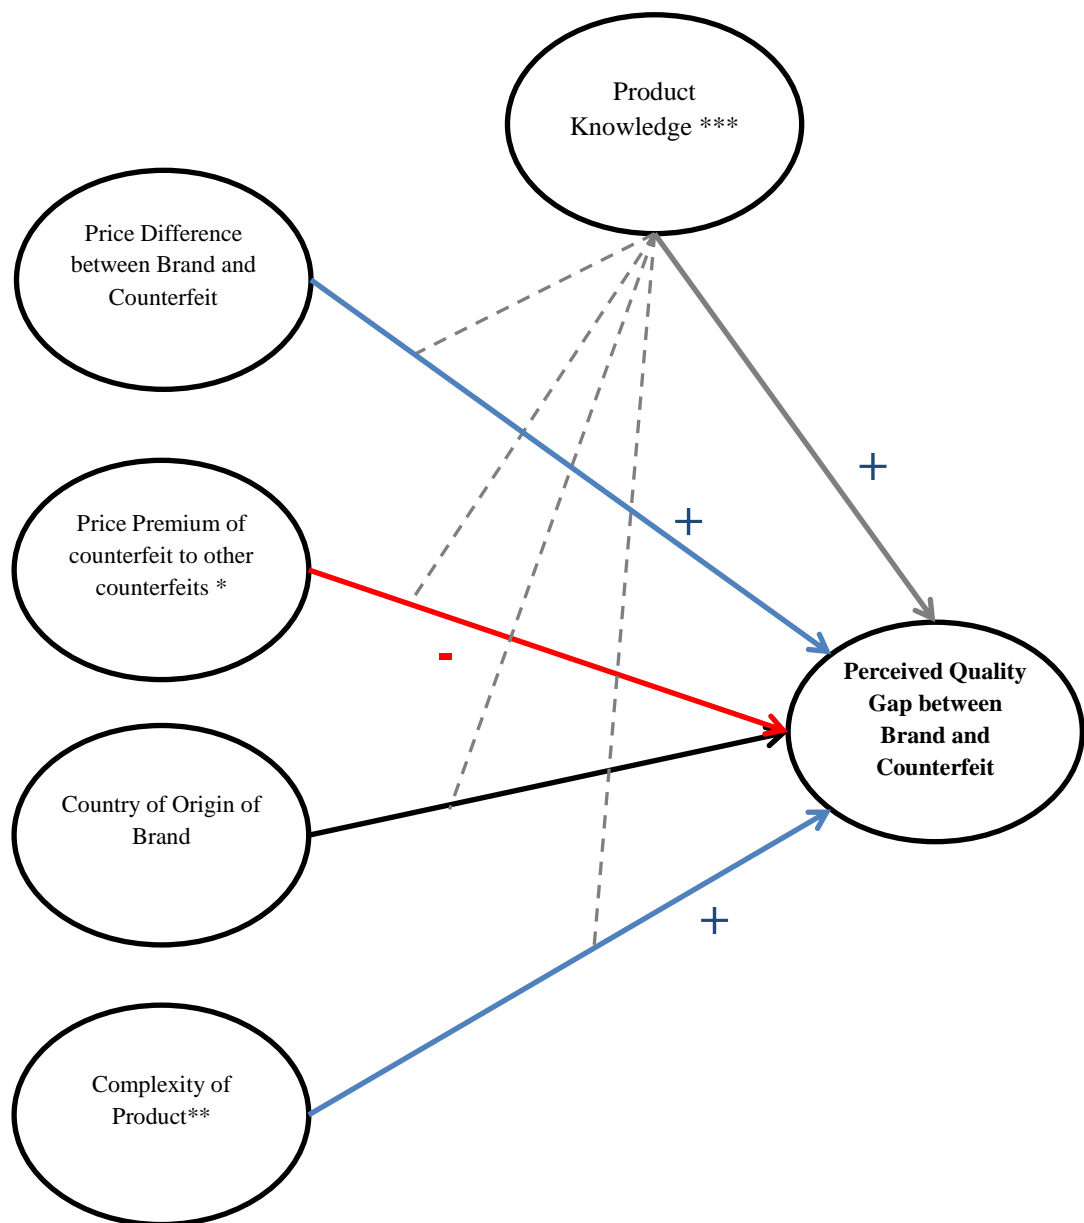 Product
Knowledge ***
Price Difference
between Brand and
Counterfeit
+
+
Price Premium of
counterfeit to other
counterfeits *
-
Perceived Quality
Gap between
Brand and
Counterfeit
Country of Origin of
Brand
+
Complexity of
Product**